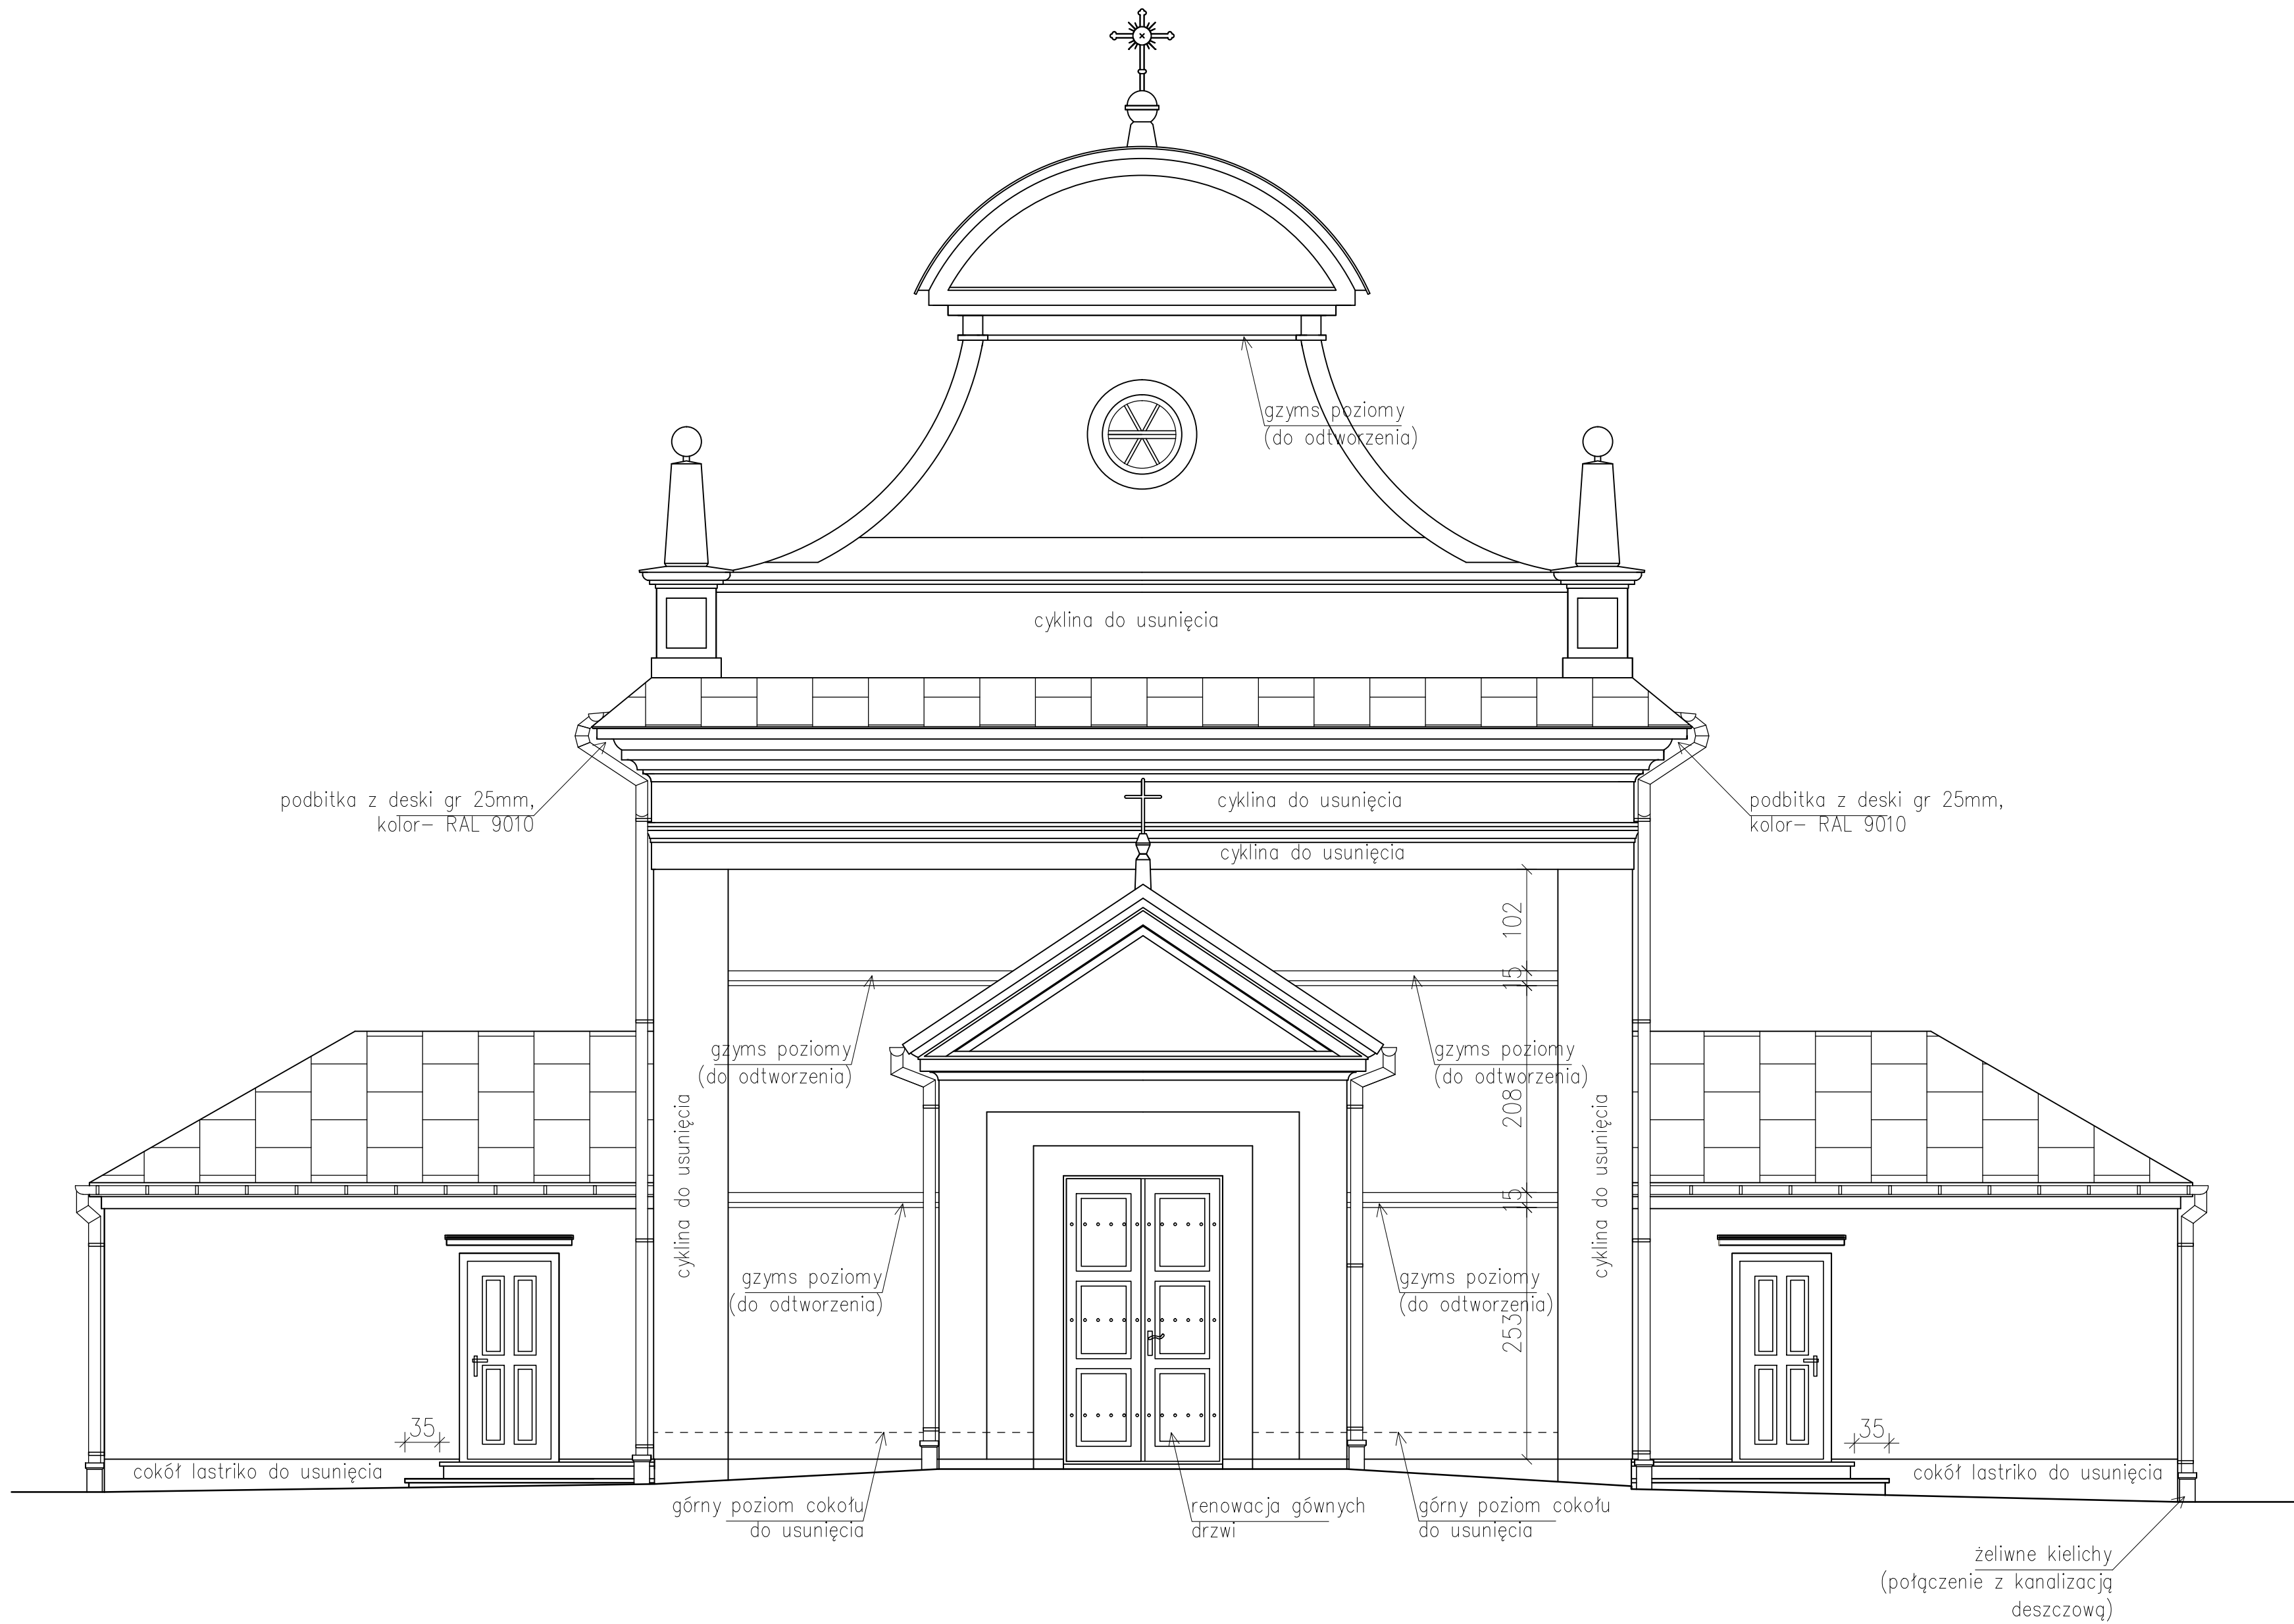 gzyms poziomy
(do odtworzenia)
cyklina do usunięcia
podbitka z deski gr 25mm,
kolor– RAL 9010
cyklina do usunięcia
podbitka z deski gr 25mm,
kolor– RAL 9010
cyklina do usunięcia
102
15
gzyms poziomy
(do odtworzenia)
gzyms poziomy
(do odtworzenia)
208
cyklina do usunięcia
cyklina do usunięcia
15
gzyms poziomy
(do odtworzenia)
gzyms poziomy
(do odtworzenia)
253
35
35
cokół lastriko do usunięcia
cokół lastriko do usunięcia
górny poziom cokołu
do usunięcia
renowacja gównych
drzwi
górny poziom cokołu
do usunięcia
żeliwne kielichy
(połączenie z kanalizacją
deszczową)